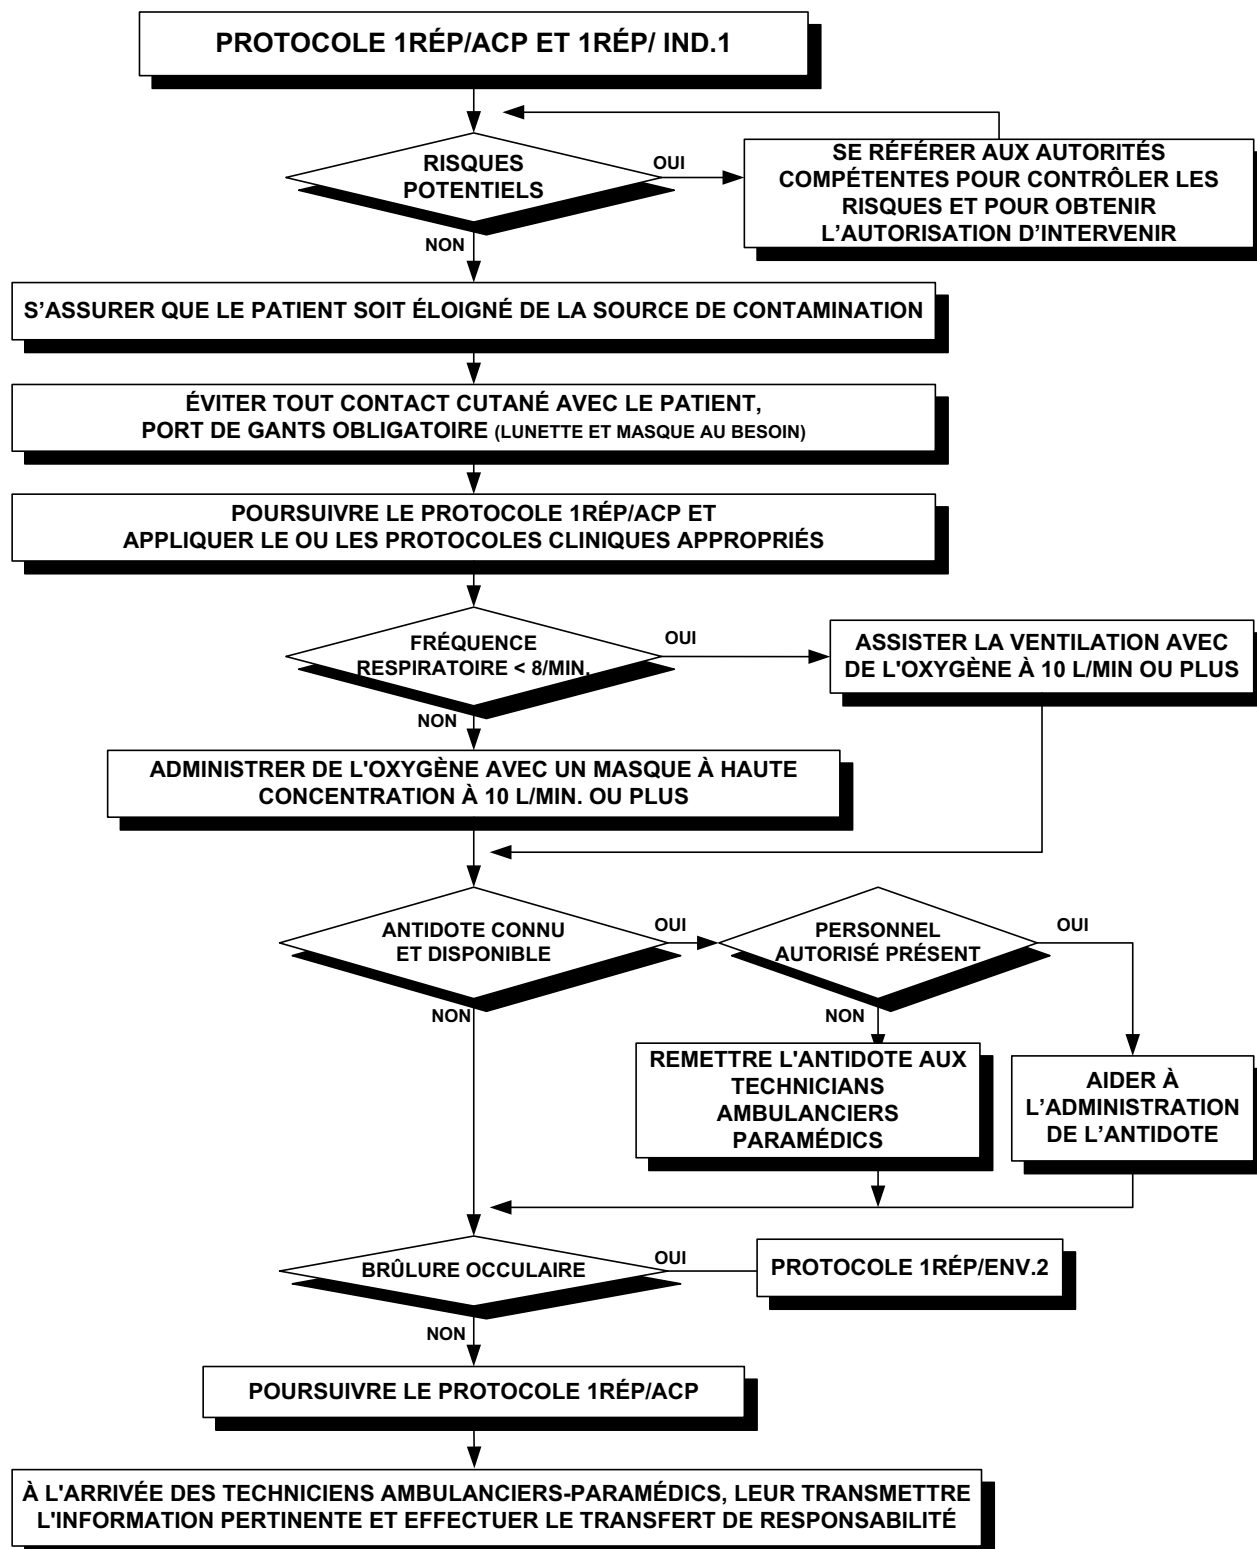 PROTOCOLE 1RÉP/ACP ET 1RÉP/ IND.1
RISQUES
POTENTIELS
OUI
SE RÉFÉRER AUX AUTORITÉS
COMPÉTENTES POUR CONTRÔLER LES
RISQUES ET POUR OBTENIR
L'AUTORISATION D'INTERVENIR
NON
S'ASSURER QUE LE PATIENT SOIT ÉLOIGNÉ DE LA SOURCE DE CONTAMINATION
ÉVITER TOUT CONTACT CUTANÉ AVEC LE PATIENT,
PORT DE GANTS OBLIGATOIRE (LUNETTE ET MASQUE AU BESOIN)
POURSUIVRE LE PROTOCOLE 1RÉP/ACP ET
APPLIQUER LE OU LES PROTOCOLES CLINIQUES APPROPRIÉS
FRÉQUENCE
RESPIRATOIRE < 8/MIN.
OUI
ASSISTER LA VENTILATION AVEC
DE L'OXYGÈNE À 10 L/MIN OU PLUS
NON
ADMINISTRER DE L'OXYGÈNE AVEC UN MASQUE À HAUTE
CONCENTRATION À 10 L/MIN. OU PLUS
ANTIDOTE CONNU
ET DISPONIBLE
OUI
PERSONNEL
AUTORISÉ PRÉSENT
OUI
NON
NON
REMETTRE L'ANTIDOTE AUX
TECHNICIANS
AMBULANCIERS
PARAMÉDICS
AIDER À
L'ADMINISTRATION
DE L'ANTIDOTE
BRÛLURE OCCULAIRE
OUI
PROTOCOLE 1RÉP/ENV.2
NON
POURSUIVRE LE PROTOCOLE 1RÉP/ACP
À L'ARRIVÉE DES TECHNICIENS AMBULANCIERS-PARAMÉDICS, LEUR TRANSMETTRE
L'INFORMATION PERTINENTE ET EFFECTUER LE TRANSFERT DE RESPONSABILITÉ